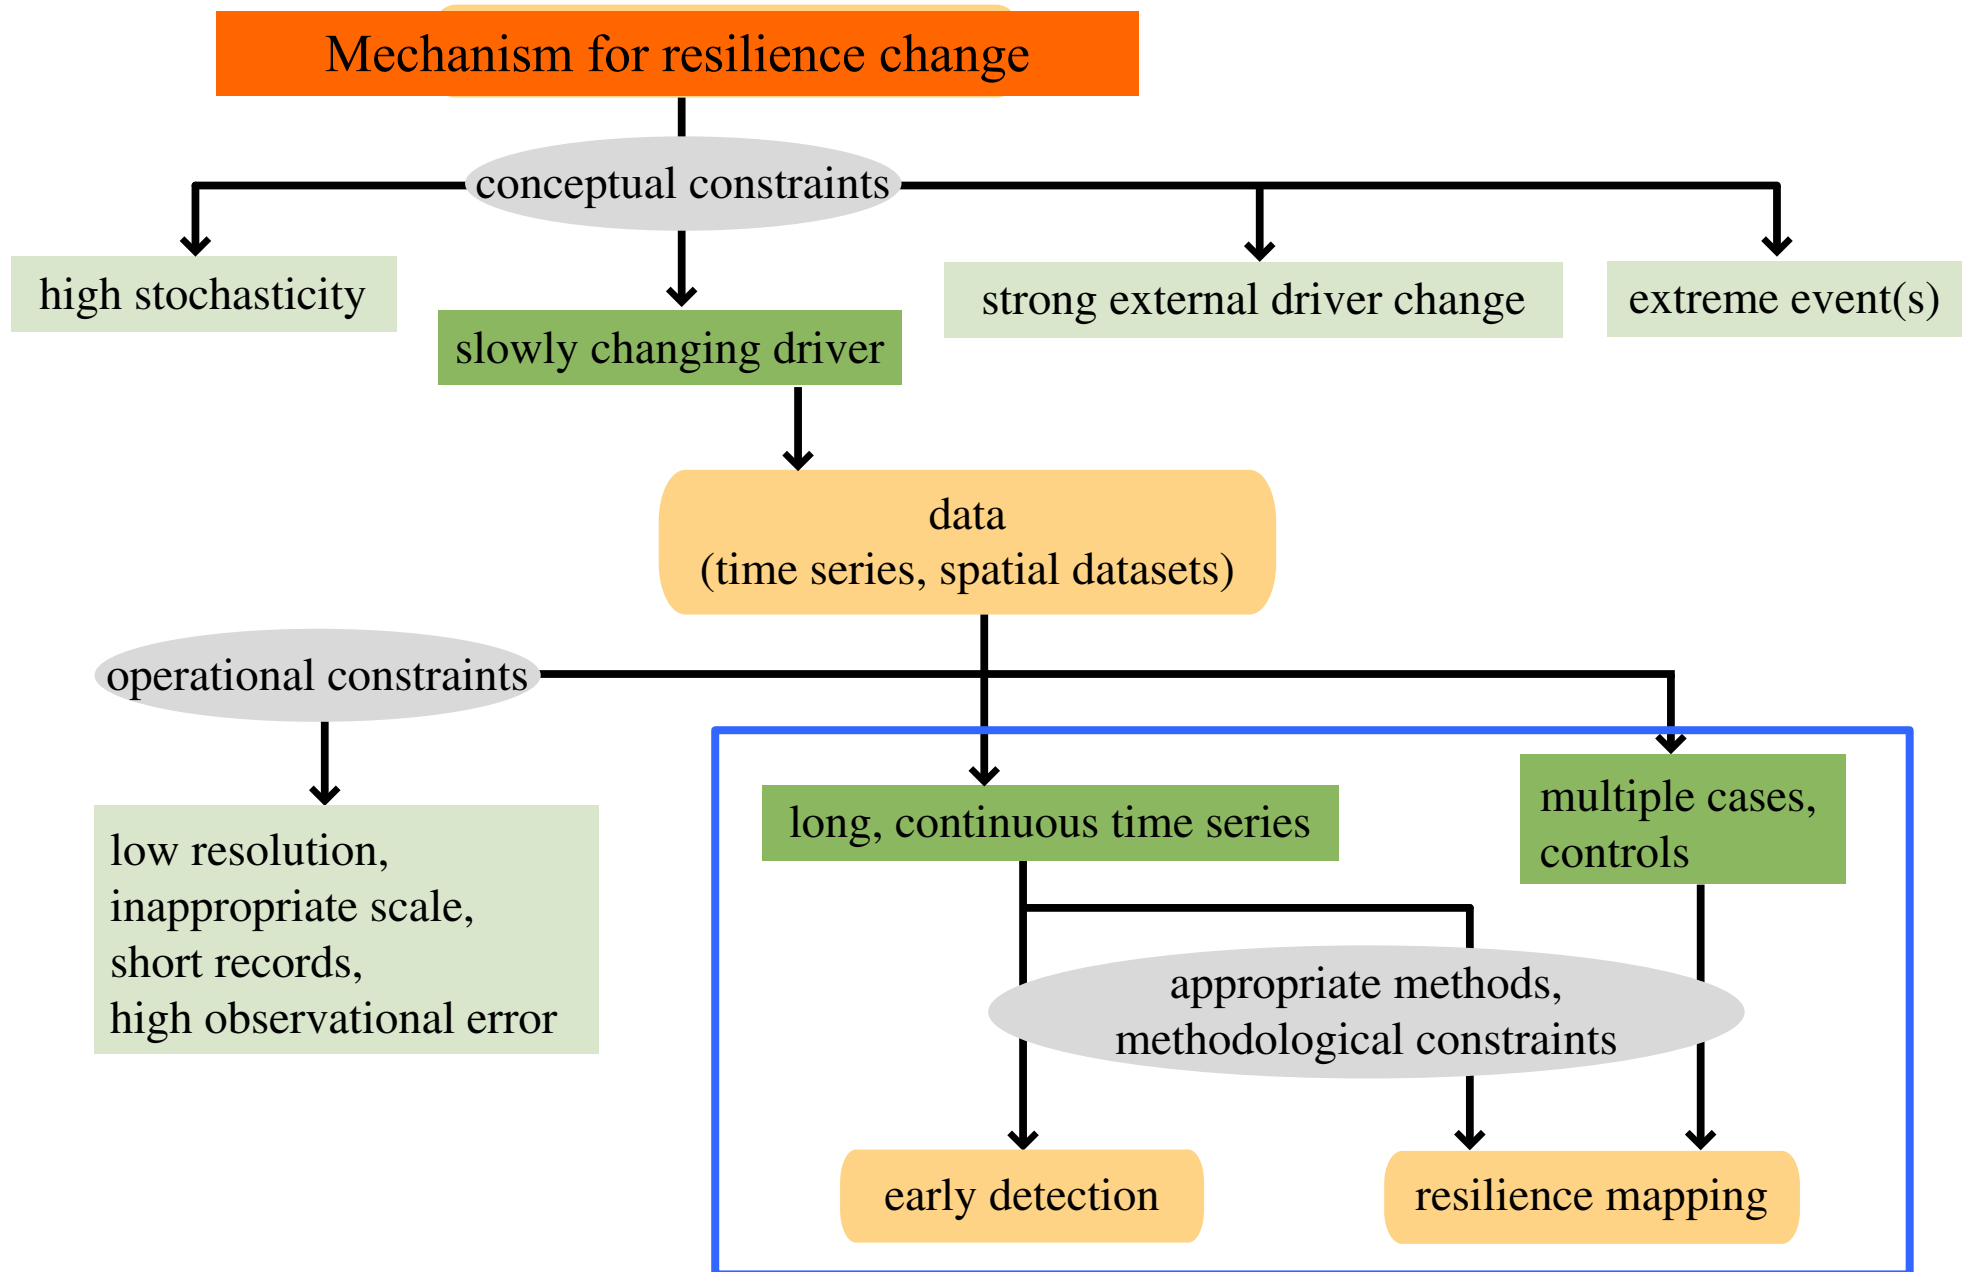 Mechanism for resilience change
conceptual constraints
high stochasticity
slowly changing driver
strong external driver change
extreme event(s)
data
(time series, spatial datasets)
operational constraints
low resolution,
inappropriate scale,
short records,
high observational error
long, continuous time series
multiple cases,
controls
appropriate methods,
methodological constraints
early detection
resilience mapping